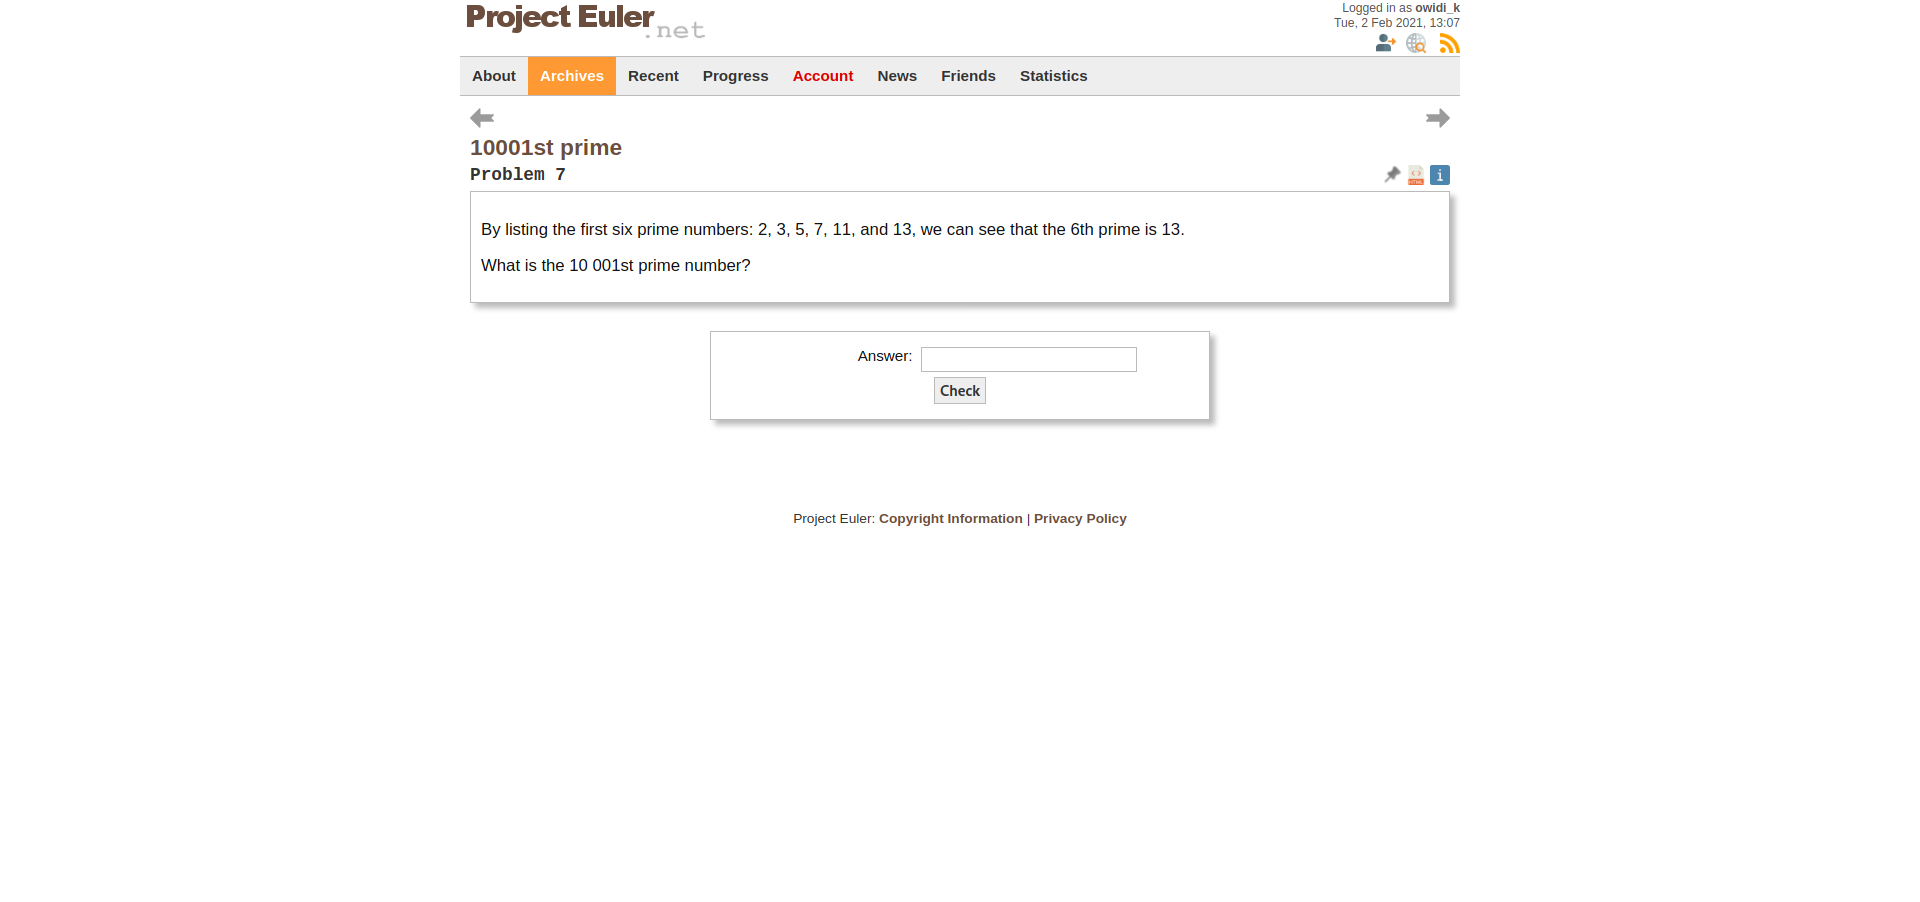 Project Euler.net
Logged in as owidi_k
Tue, 2 Feb 2021, 13:07
About Archives Recent Progress Account News Friends Statistics
10001st prime
Problem 7
HTML
i
By listing the first six prime numbers: 2, 3, 5, 7, 11, and 13, we can see that the 6th prime is 13.
What is the 10 001st prime number?
Answer:
Check
Project Euler: Copyright Information | Privacy Policy